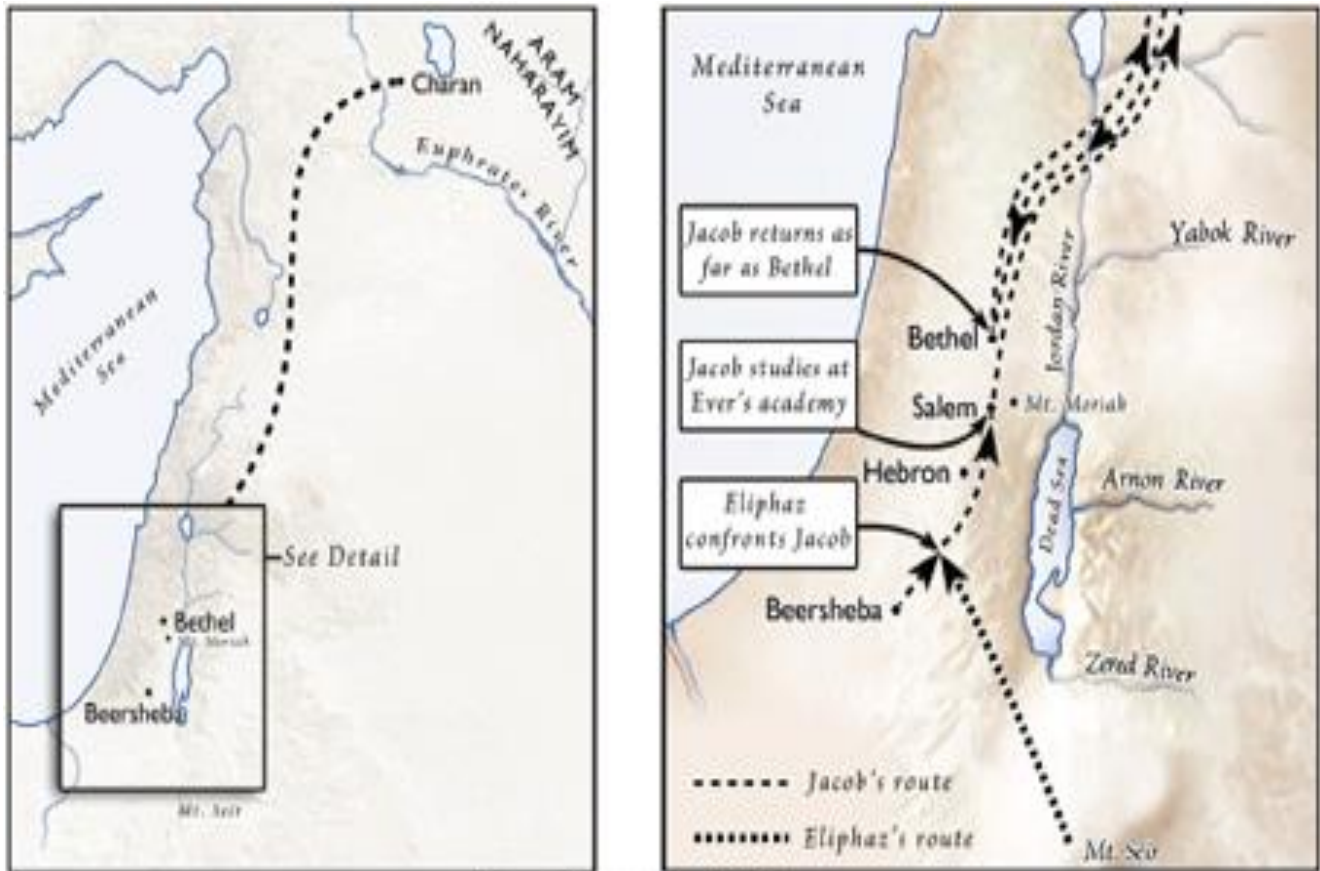 Charan
ARAM
NAHARAYIM
Euphrates River
Mediterranean
Sea
See Detail
Bethel
Mt. Moriah
Beersheba
Mt. Seir
Mediterranean
Sea
Jacob returns as
far as Bethel
Yabok River
Jordan River
Bethel
Jacob studies at
Ever's academy
Salem
Mt. Moriah
Hebron
Dead Sea
Arnon River
Eliphaz
confronts Jacob
Beersheba
Zered River
Jacob's route
Eliphaz's route
Mt. Seir